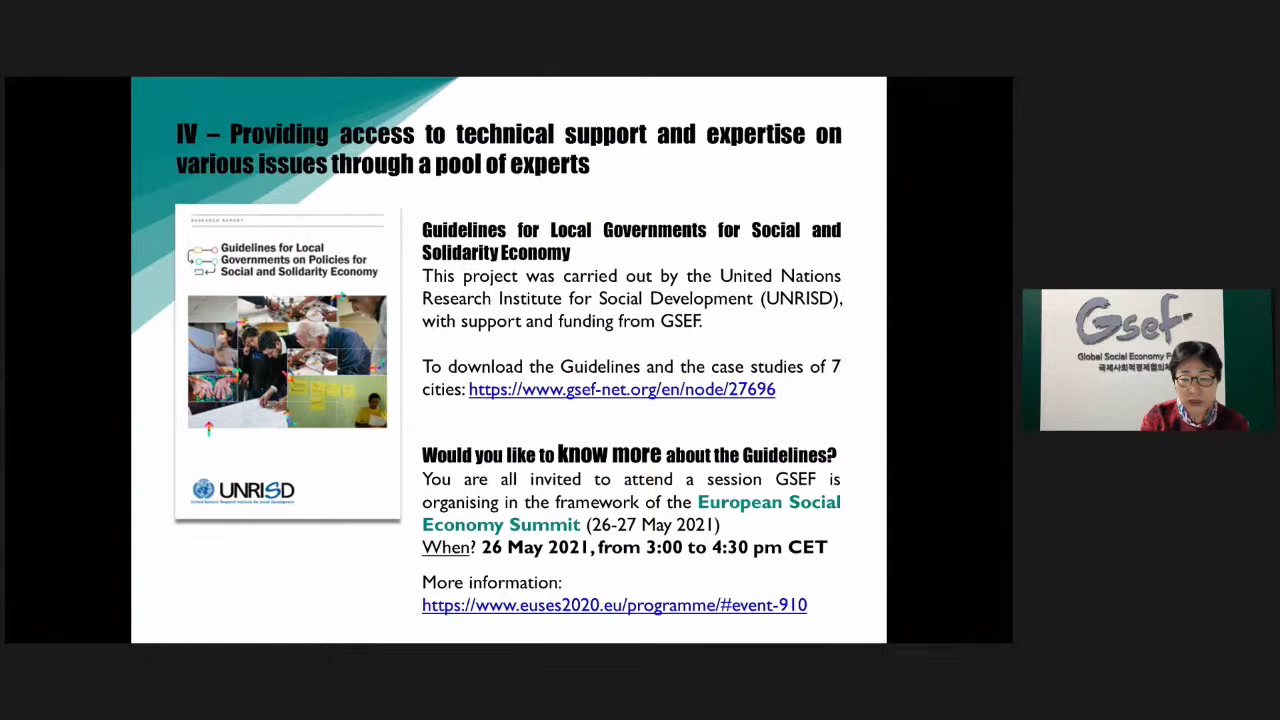 IV – Providing access to technical support and expertise on
various issues through a pool of experts
RESEARCH REPORT
Guidelines for Local
Governments on Policies for
Social and Solidarity Economy
UNRISD
United Nations Research Institute for Social Development
Guidelines for Local Governments for Social and
Solidarity Economy
This project was carried out by the United Nations
Research Institute for Social Development (UNRISD),
with support and funding from GSEF.
To download the Guidelines and the case studies of 7
cities: https://www.gsef-net.org/en/node/27696
Would you like to know more about the Guidelines?
You are all invited to attend a session GSEF is
organising in the framework of the European Social
Economy Summit (26-27 May 2021)
When? 26 May 2021, from 3:00 to 4:30 pm CET
More information:
https://www.euses2020.eu/programme/#event-910
Gsef
Global Social Economy F
국제사회적경제협의체